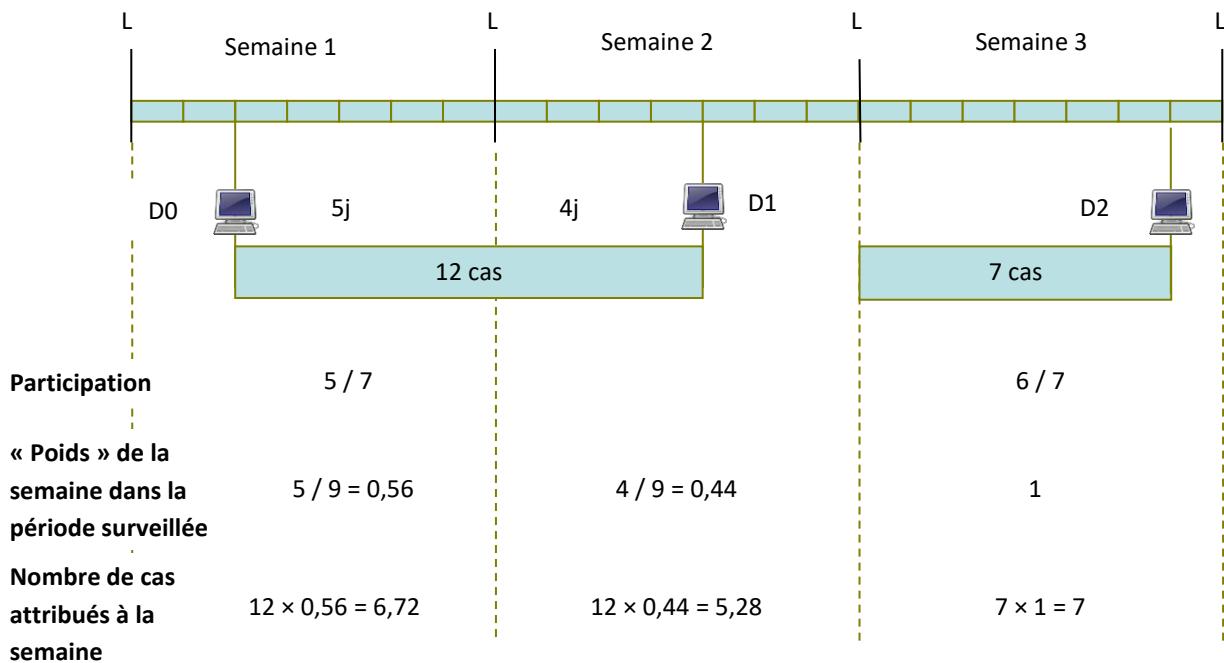 L L L L
Semaine 1 Semaine 2 Semaine 3
D0 5j 4j D1 D2
12 cas 7 cas
Participation 5 / 7 6 / 7
« Poids » de la
semaine dans la 5 / 9 = 0,56 4 / 9 = 0,44 1
période surveillée
Nombre de cas
attribués à la 12 × 0,56 = 6,72 12 × 0,44 = 5,28 7 × 1 = 7
semaine